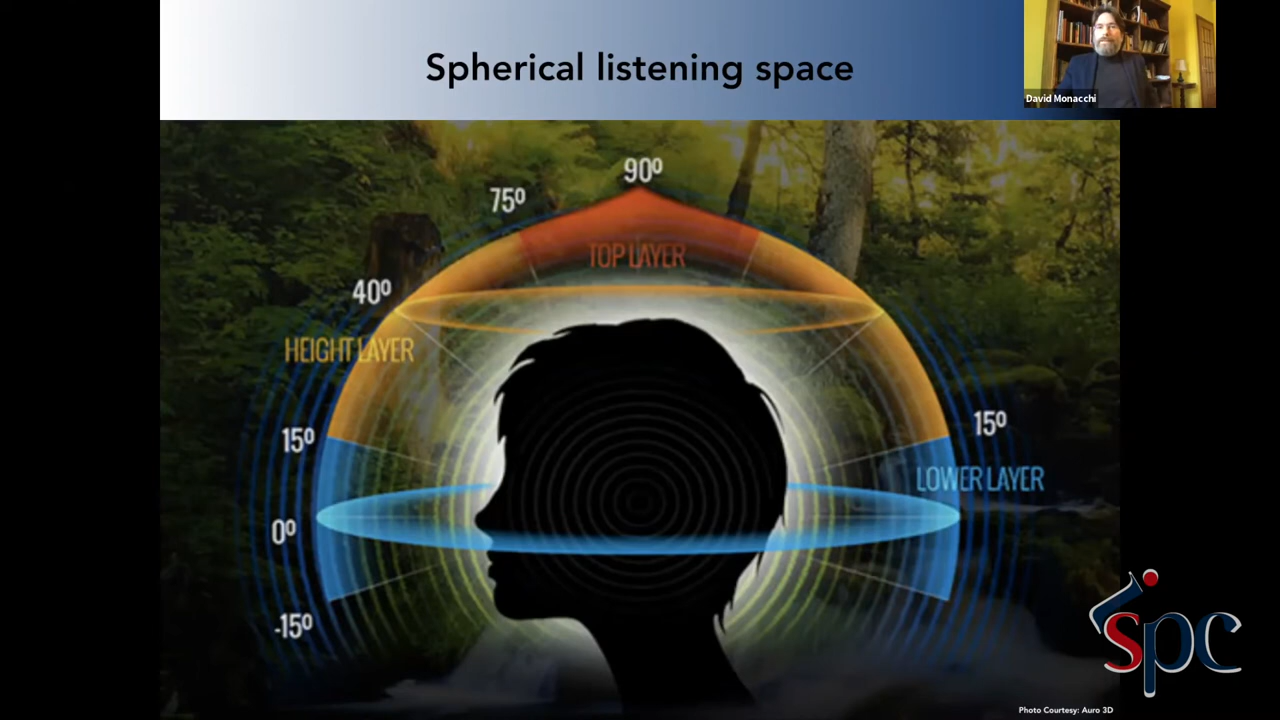 Spherical listening space
David Monacchi
90º
75º
TOP LAYER
40º
HEIGHT LAYER
15º
15º
LOWER LAYER
0º
-15º
spc
Photo Courtesy: Auro 3D